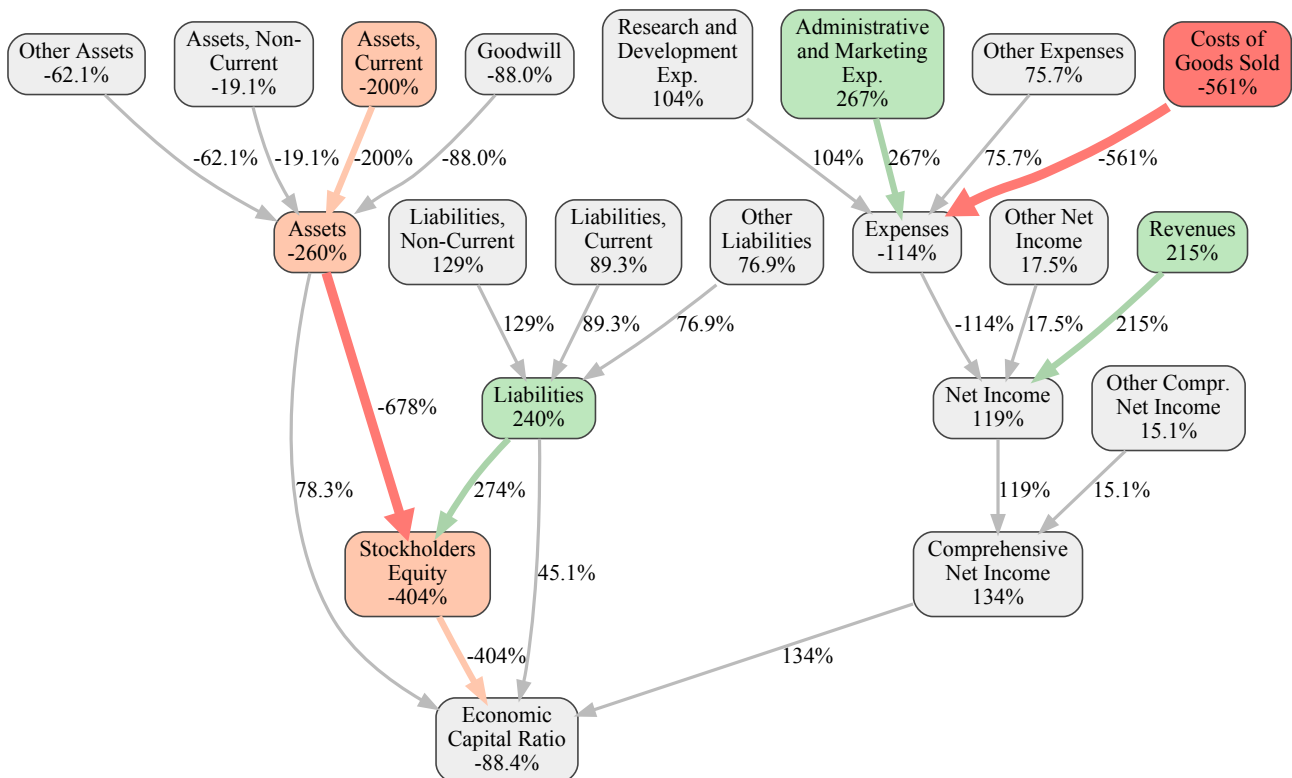 Other Assets
-62.1%
Assets, Non-
Current
-19.1%
Assets,
Current
-200%
Goodwill
-88.0%
Research and
Development
Exp.
104%
Administrative
and Marketing
Exp.
267%
Other Expenses
75.7%
Costs of
Goods Sold
-561%
-62.1%
-19.1%
-200%
-88.0%
104%
267%
75.7%
-561%
Assets
-260%
Liabilities,
Non-Current
129%
Liabilities,
Current
89.3%
Other
Liabilities
76.9%
Expenses
-114%
Other Net
Income
17.5%
Revenues
215%
129%
89.3%
76.9%
-114%
17.5%
215%
-678%
Liabilities
240%
Net Income
119%
Other Compr.
Net Income
15.1%
78.3%
274%
119%
15.1%
Stockholders
Equity
-404%
45.1%
Comprehensive
Net Income
134%
-404%
134%
Economic
Capital Ratio
-88.4%